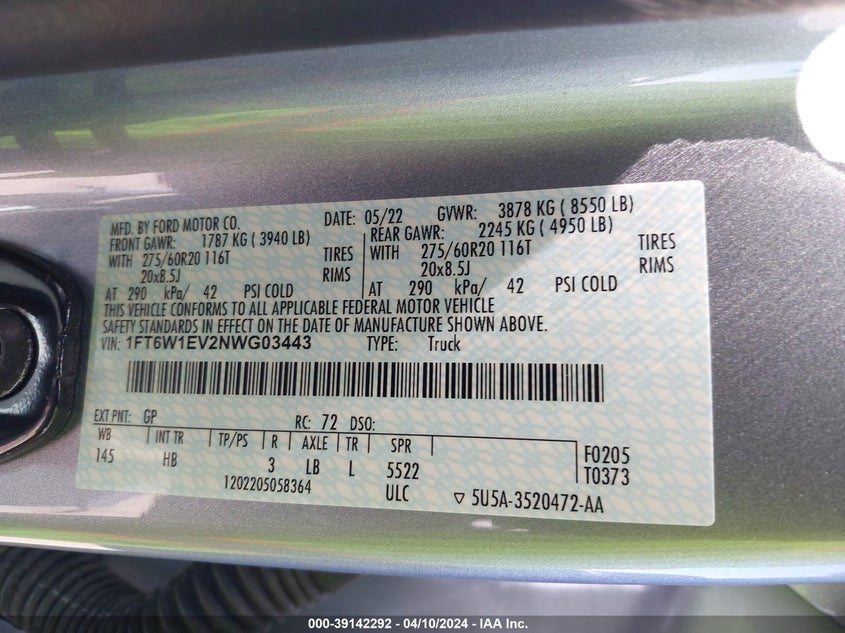 MFD. BY FORD MOTOR CO. DATE: 05/22 GVWR: 3878 KG ( 8550 LB)
FRONT GAWR: 1787 KG ( 3940 LB) REAR GAWR: 2245 KG ( 4950 LB)
WITH 275/60R20 116T TIRES WITH 275/60R20 116T TIRES
20x8.5J RIMS 20x8.5J RIMS
AT 290 kPa/ 42 PSI COLD AT 290 kPa/ 42 PSI COLD
THIS VEHICLE CONFORMS TO ALL APPLICABLE FEDERAL MOTOR VEHICLE
SAFETY STANDARDS IN EFFECT ON THE DATE OF MANUFACTURE SHOWN ABOVE.
VIN: 1FT6W1EV2NWG03443 TYPE: Truck
EXT PNT: GP RC: 72 DSO:
WB INT TR TP/PS R AXLE TR SPR F0205
145 HB 3 LB L 5522 T0373
1202205058364 ULC ▽ 5U5A-3520472-AA
000-39142292 - 04/10/2024 - IAA Inc.